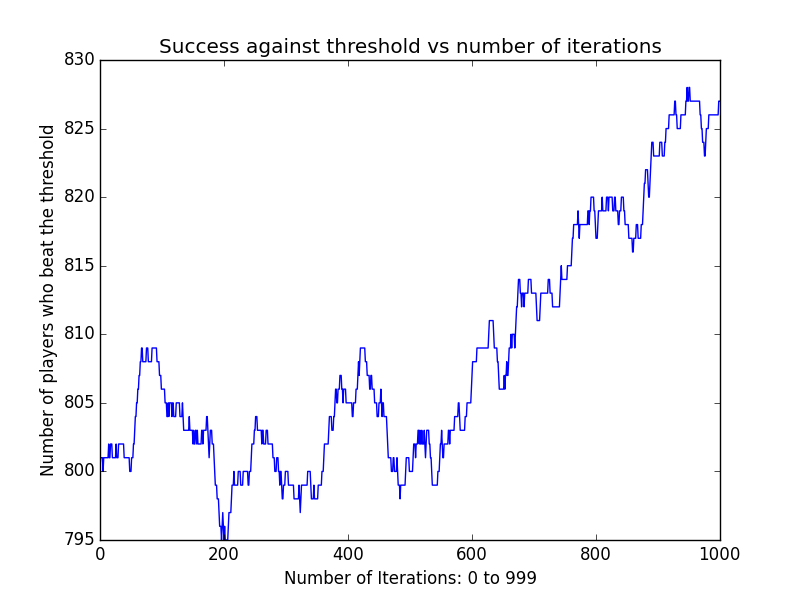 Success against threshold vs number of iterations
830
825
820
815
810
805
800
795
Number of players who beat the threshold
0 200 400 600 800 1000
Number of Iterations: 0 to 999